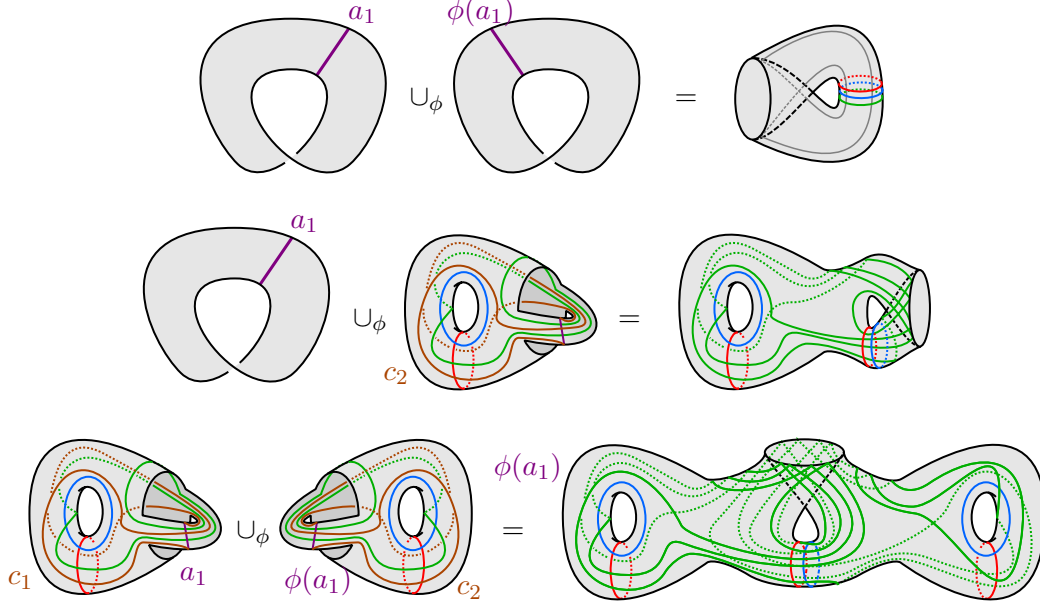 a₁ ϕ(a₁)
∪ϕ =
a₁
∪ϕ =
c₂
ϕ(a₁)
∪ϕ =
c₁ a₁ ϕ(a₁) c₂